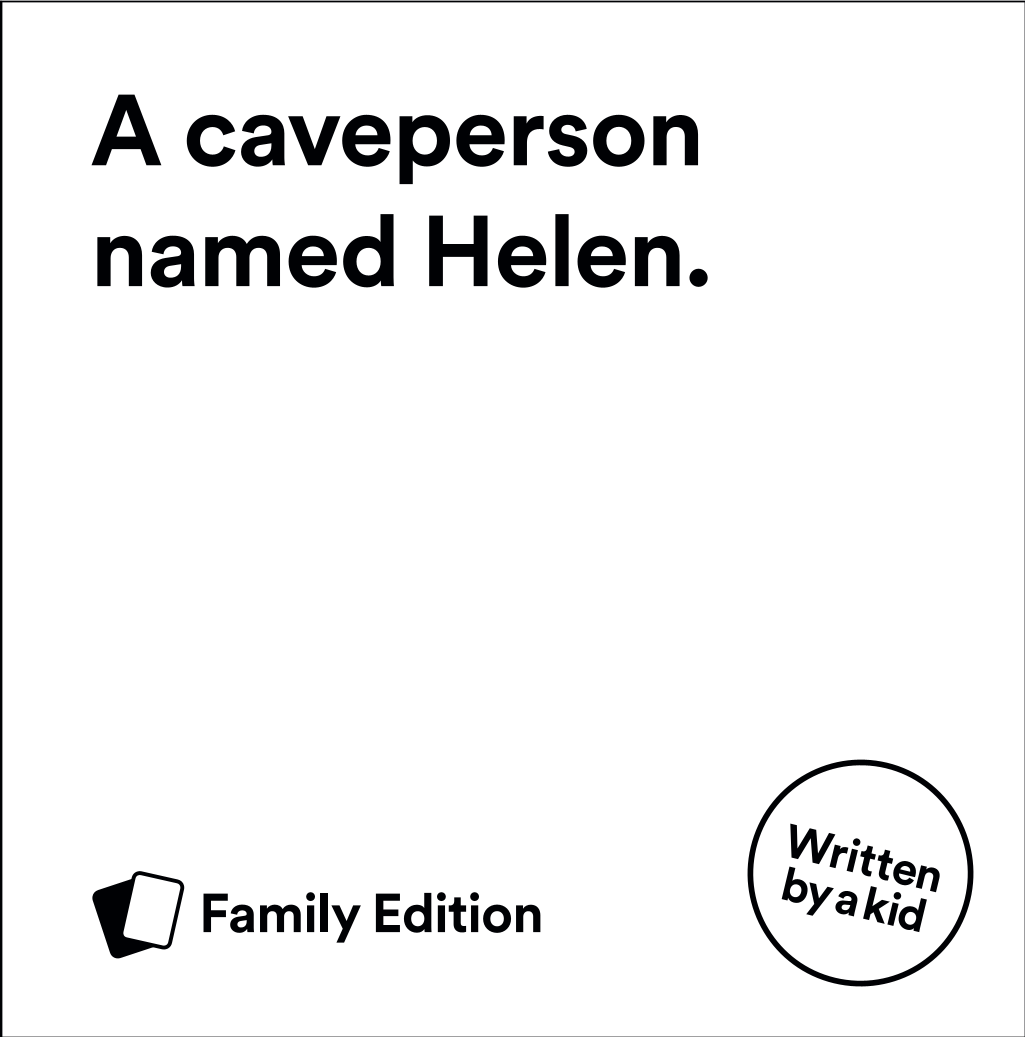 A caveperson
named Helen.
Family Edition
Written
by a kid